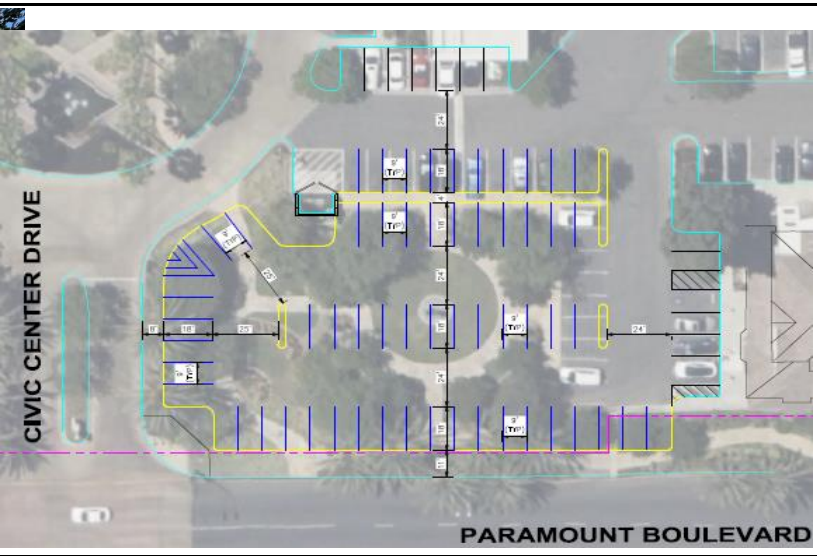 24'
9'
(TYP)
18'
4'
9'
(TYP)
18'
9'
(TYP)
25'
24'
CIVIC CENTER DRIVE
8'
18'
25'
18'
9'
(TYP)
24'
9'
(TYP)
24'
18'
9'
(TYP)
11'
PARAMOUNT BOULEVARD